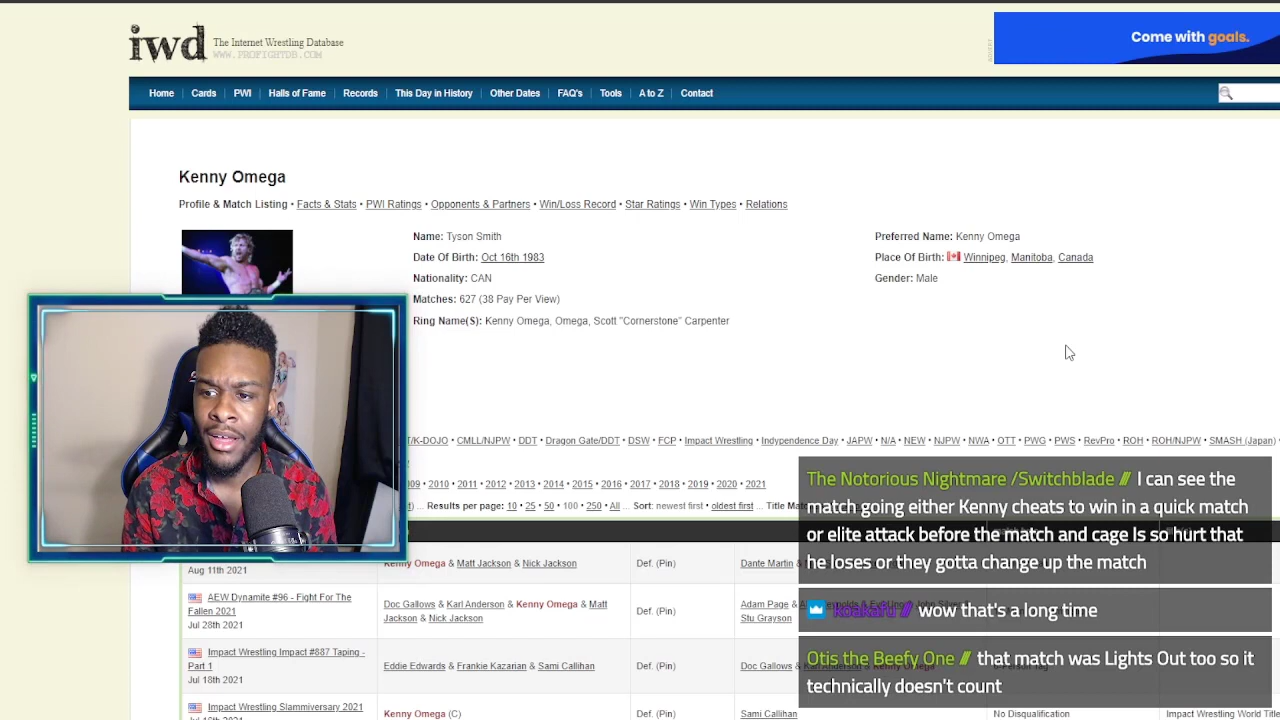 iwd The Internet Wrestling Database
WWW.PROFIGHTDB.COM
Come with goals.
Home Cards PWI Halls of Fame Records This Day in History Other Dates FAQ's Tools A to Z Contact
Kenny Omega
Profile & Match Listing • Facts & Stats • PWI Ratings • Opponents & Partners • Win/Loss Record • Star Ratings • Win Types • Relations
Name: Tyson Smith
Preferred Name: Kenny Omega
Date Of Birth: Oct 16th 1983
Place Of Birth: Winnipeg, Manitoba, Canada
Nationality: CAN
Gender: Male
Matches: 627 (38 Pay Per View)
Ring Name(S): Kenny Omega, Omega, Scott "Cornerstone" Carpenter
T/K-DOJO • CMLL/NJPW • DDT • Dragon Gate/DDT • DSW • FCP • Impact Wrestling • Indypendence Day • JAPW • N/A • NEW • NJPW • NWA • OTT • PWG • PWS • RevPro • ROH • ROH/NJPW • SMASH (Japan)
09 • 2010 • 2011 • 2012 • 2013 • 2014 • 2015 • 2016 • 2017 • 2018 • 2019 • 2020 • 2021
... Results per page: 10 • 25 • 50 • 100 • 250 • All ... Sort: newest first • oldest first ... Title
The Notorious Nightmare /Switchblade /// I can see the
match going either Kenny cheats to win in a quick match
or elite attack before the match and cage Is so hurt that
he loses or they gotta change up the match
Aug 11th 2021
Kenny Omega & Matt Jackson & Nick Jackson
Def. (Pin)
Dante Martin &
AEW Dynamite #96 - Fight For The
Fallen 2021
Jul 28th 2021
Doc Gallows & Karl Anderson & Kenny Omega & Matt
Jackson & Nick Jackson
Def. (Pin)
Adam Page &
Stu Grayson
koakafu /// wow that's a long time
Impact Wrestling Impact #887 Taping -
Part 1
Jul 18th 2021
Eddie Edwards & Frankie Kazarian & Sami Callihan
Def. (Pin)
Doc Gallows &
Otis the Beefy One /// that match was Lights Out too so it
technically doesn't count
Impact Wrestling Slammiversary 2021
Kenny Omega (C)
Def. (Pin)
Sami Callihan
No Disqualification
Impact Wrestling World Title